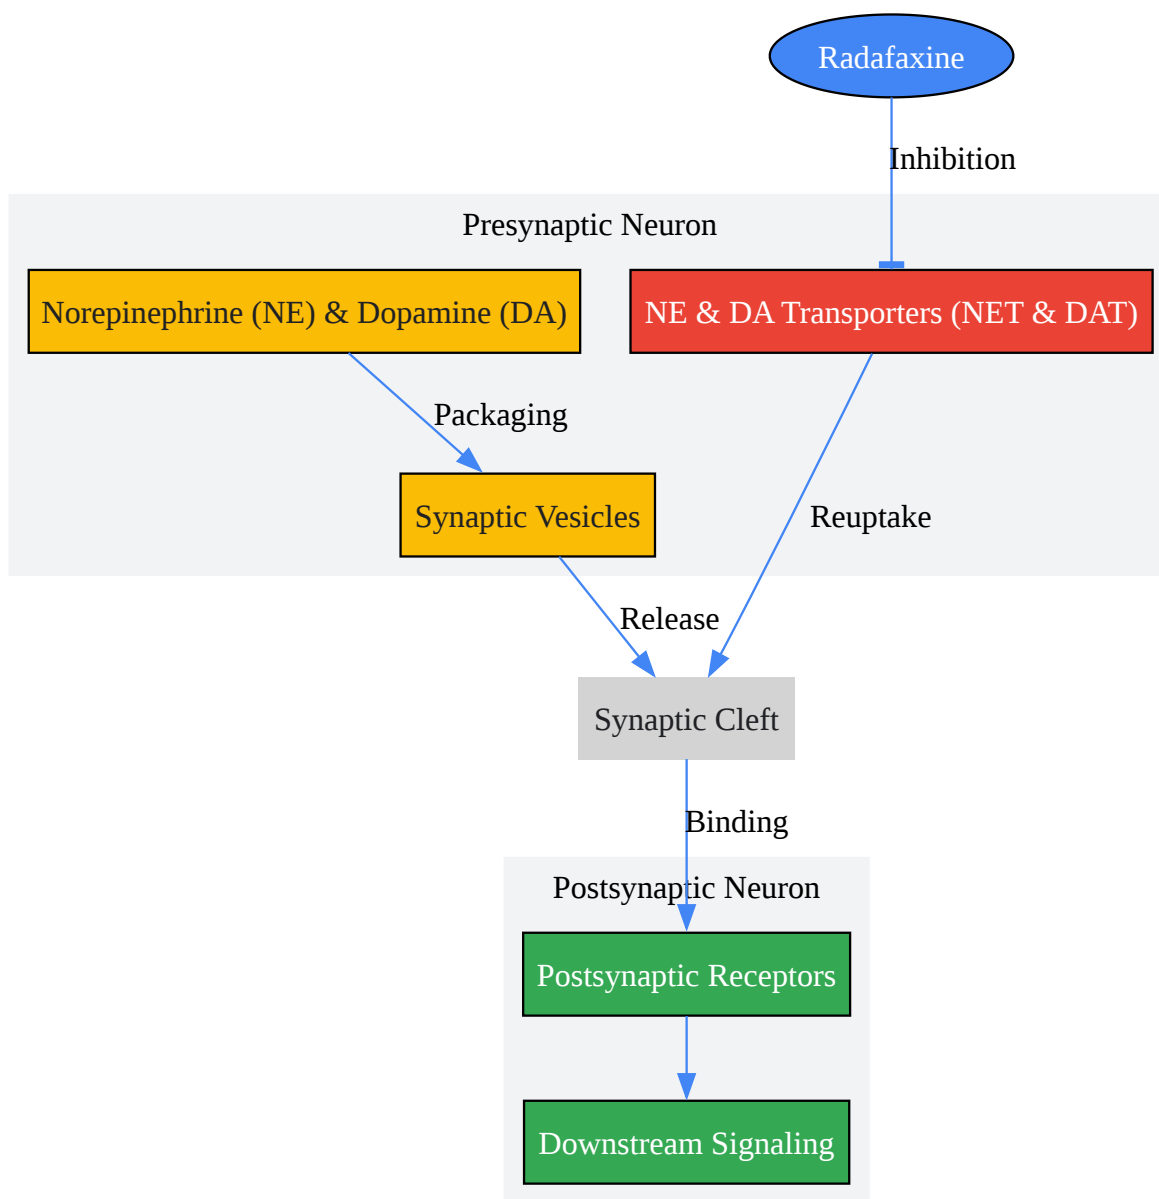 Radafaxine
Inhibition
Presynaptic Neuron
Norepinephrine (NE) & Dopamine (DA)
NE & DA Transporters (NET & DAT)
Packaging
Synaptic Vesicles
Reuptake
Release
Synaptic Cleft
Binding
Postsynaptic Neuron
Postsynaptic Receptors
Downstream Signaling